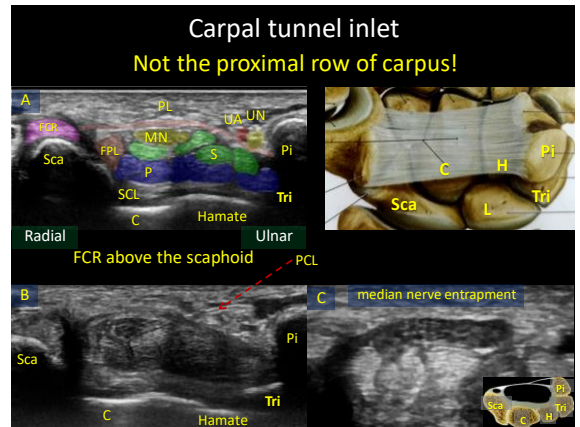 Carpal tunnel inlet
Not the proximal row of carpus!
A
PL
UA UN
FCR
MN
Sca
FPL
S
Pi
P
SCL
Tri
C
Hamate
Radial
Ulnar
C
H
Pi
Sca
L
Tri
FCR above the scaphoid
PCL
B
Sca
Pi
Tri
C
Hamate
C
median nerve entrapment
Pi
Sca
Tri
C
H